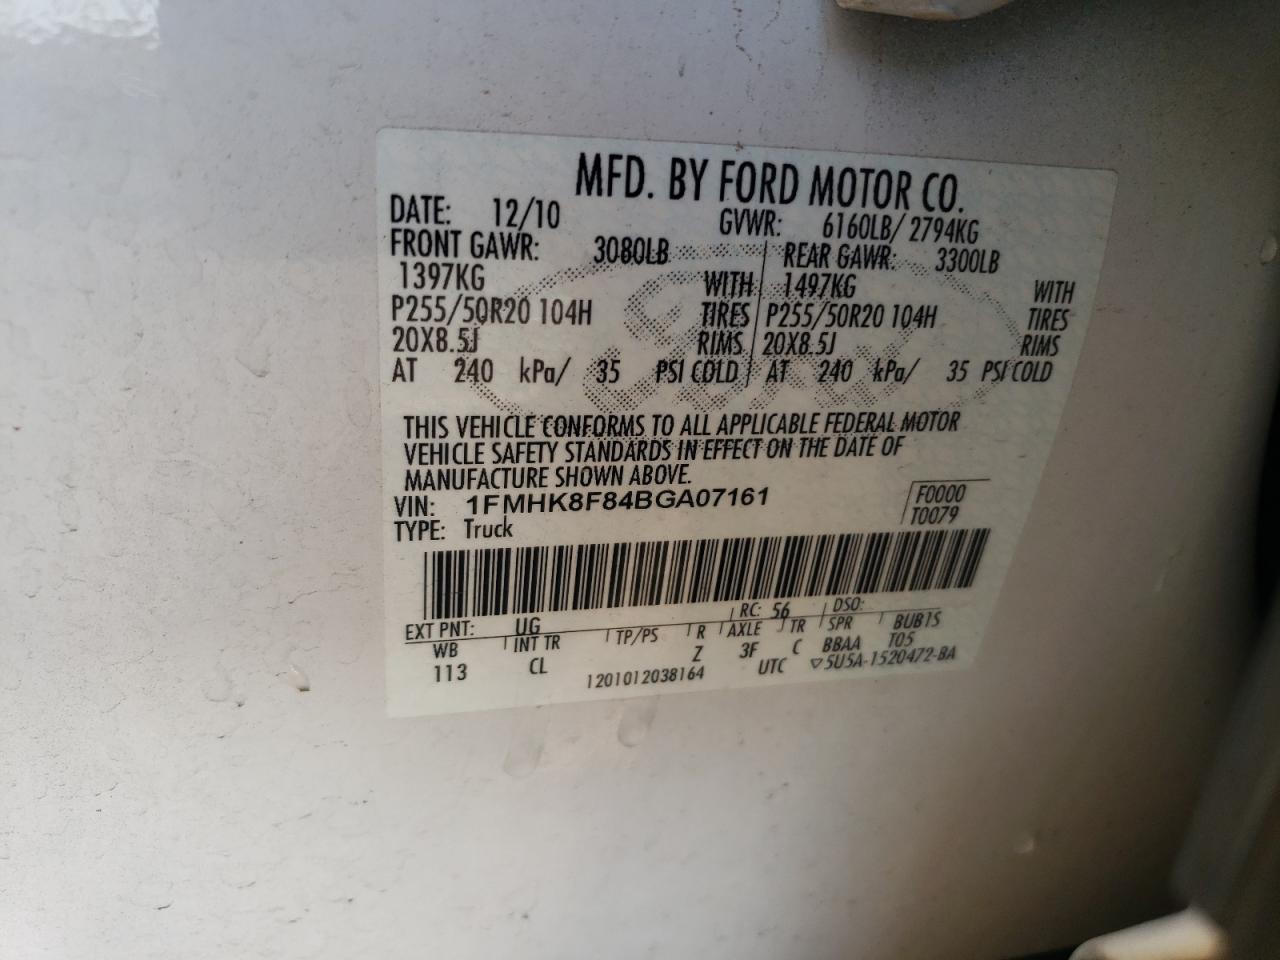 MFD. BY FORD MOTOR CO.
DATE: 12/10 GVWR: 6160LB/ 2794KG
FRONT GAWR: 3080LB REAR GAWR: 3300LB
1397KG WITH 1497KG WITH
P255/50R20 104H TIRES P255/50R20 104H TIRES
20X8.5J RIMS 20X8.5J RIMS
AT 240 kPa/ 35 PSI COLD AT 240 kPa/ 35 PSI COLD
THIS VEHICLE CONFORMS TO ALL APPLICABLE FEDERAL MOTOR
VEHICLE SAFETY STANDARDS IN EFFECT ON THE DATE OF
MANUFACTURE SHOWN ABOVE.
VIN: 1FMHK8F84BGA07161 F0000
TYPE: Truck T0079
EXT PNT: UG RC: 56 DSO:
WB INT TR TP/PS R AXLE TR SPR BUB1S
113 CL Z 3F C BBAA T05
1201012038164 UTC ▽5U5A-1520472-BA